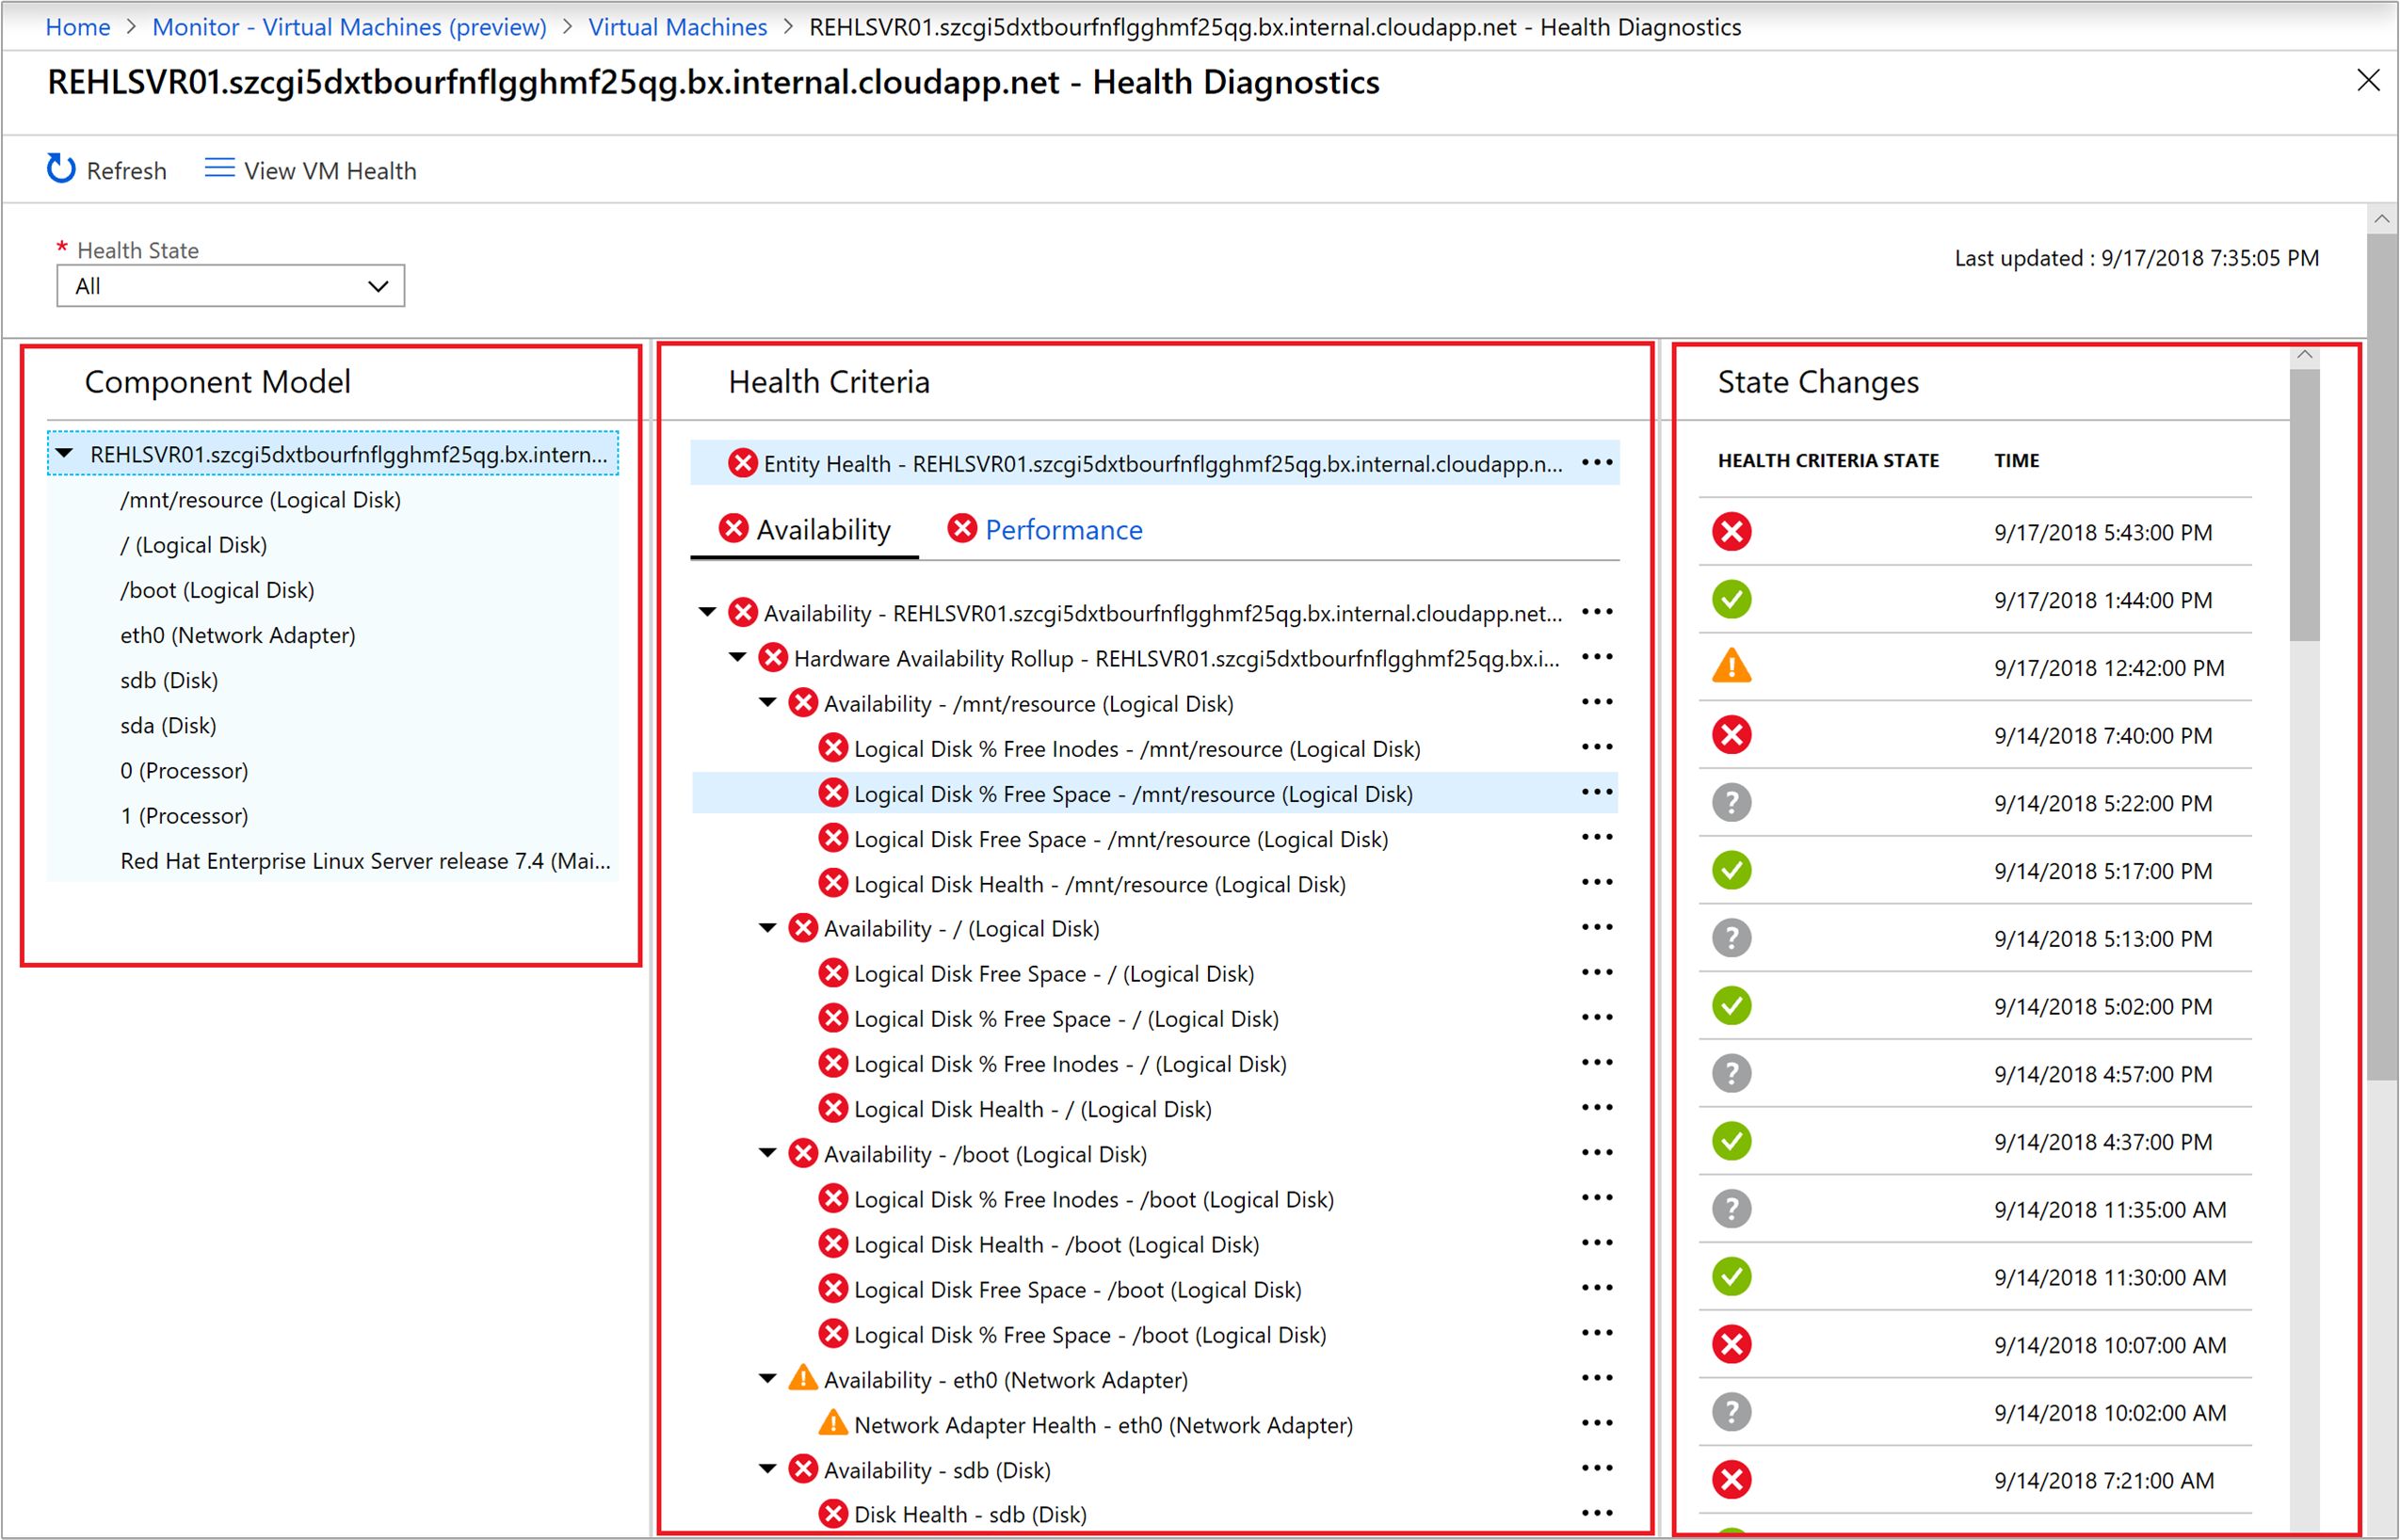 Home > Monitor - Virtual Machines (preview) > Virtual Machines > REHLSVR01.szcgi5dxtbourfnflgghmf25qg.bx.internal.cloudapp.net - Health Diagnostics
REHLSVR01.szcgi5dxtbourfnflgghmf25qg.bx.internal.cloudapp.net - Health Diagnostics
Refresh View VM Health
* Health State
All
Last updated : 9/17/2018 7:35:05 PM
Component Model
REHLSVR01.szcgi5dxtbourfnflgghmf25qg.bx.intern...
/mnt/resource (Logical Disk)
/ (Logical Disk)
/boot (Logical Disk)
eth0 (Network Adapter)
sdb (Disk)
sda (Disk)
0 (Processor)
1 (Processor)
Red Hat Enterprise Linux Server release 7.4 (Mai...
Health Criteria
Entity Health - REHLSVR01.szcgi5dxtbourfnflgghmf25qg.bx.internal.cloudapp.n...
Availability Performance
Availability - REHLSVR01.szcgi5dxtbourfnflgghmf25qg.bx.internal.cloudapp.net...
Hardware Availability Rollup - REHLSVR01.szcgi5dxtbourfnflgghmf25qg.bx.i...
Availability - /mnt/resource (Logical Disk)
Logical Disk % Free Inodes - /mnt/resource (Logical Disk)
Logical Disk % Free Space - /mnt/resource (Logical Disk)
Logical Disk Free Space - /mnt/resource (Logical Disk)
Logical Disk Health - /mnt/resource (Logical Disk)
Availability - / (Logical Disk)
Logical Disk Free Space - / (Logical Disk)
Logical Disk % Free Space - / (Logical Disk)
Logical Disk % Free Inodes - / (Logical Disk)
Logical Disk Health - / (Logical Disk)
Availability - /boot (Logical Disk)
Logical Disk % Free Inodes - /boot (Logical Disk)
Logical Disk Health - /boot (Logical Disk)
Logical Disk Free Space - /boot (Logical Disk)
Logical Disk % Free Space - /boot (Logical Disk)
Availability - eth0 (Network Adapter)
Network Adapter Health - eth0 (Network Adapter)
Availability - sdb (Disk)
Disk Health - sdb (Disk)
State Changes
HEALTH CRITERIA STATE TIME
9/17/2018 5:43:00 PM
9/17/2018 1:44:00 PM
9/17/2018 12:42:00 PM
9/14/2018 7:40:00 PM
9/14/2018 5:22:00 PM
9/14/2018 5:17:00 PM
9/14/2018 5:13:00 PM
9/14/2018 5:02:00 PM
9/14/2018 4:57:00 PM
9/14/2018 4:37:00 PM
9/14/2018 11:35:00 AM
9/14/2018 11:30:00 AM
9/14/2018 10:07:00 AM
9/14/2018 10:02:00 AM
9/14/2018 7:21:00 AM